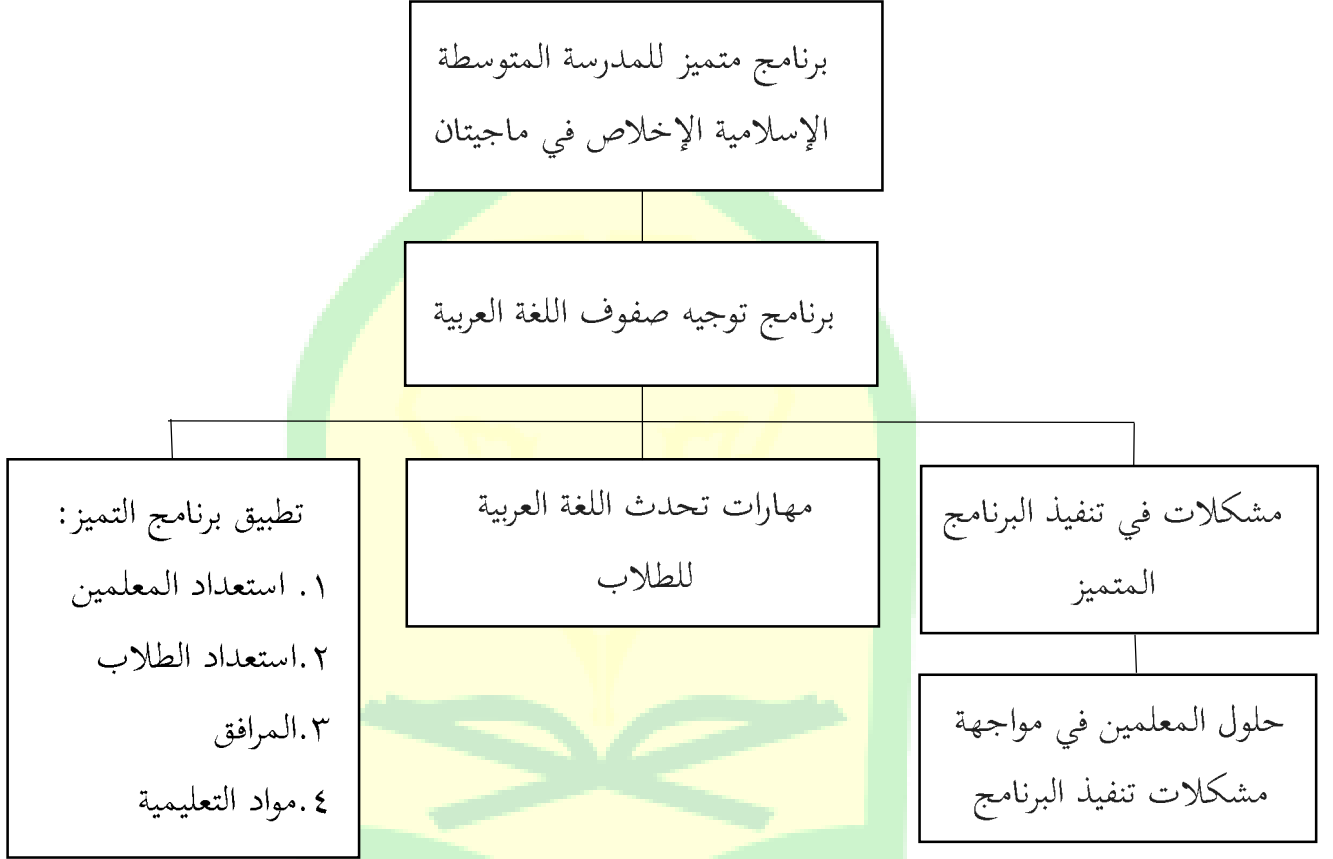 برنامج متميز للمدرسة المتوسطة
الإسلامية الإخلاص في ماجيتان
برنامج توجيه صفوف اللغة العربية
مشكلات في تنفيذ البرنامج
المتميز
حلول المعلمين في مواجهة
مشكلات تنفيذ البرنامج
مهارات تحدث اللغة العربية
للطلاب
تطبيق برنامج التميز:
١. استعداد المعلمين
٢.استعداد الطلاب
٣.المرافق
٤.مواد التعليمية